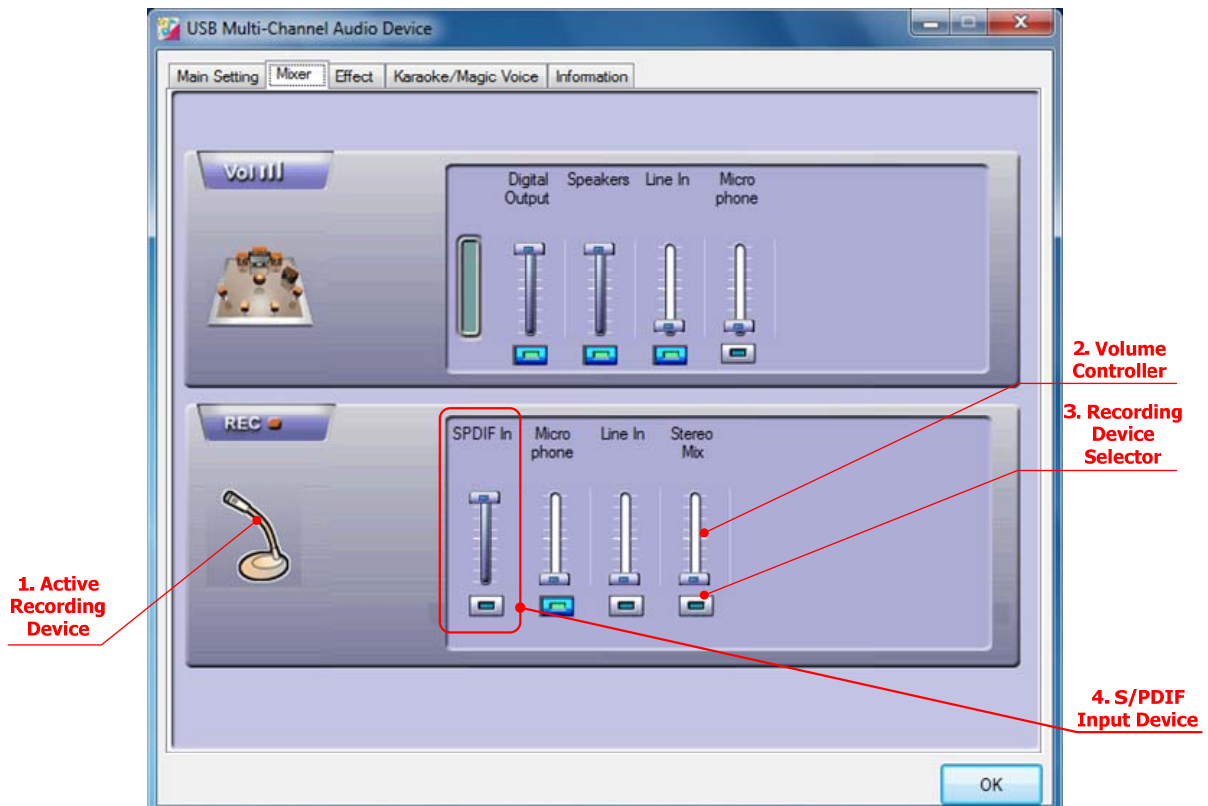 USB Multi-Channel Audio Device
Main Setting
Mixer
Effect
Karaoke/Magic Voice
Information
Vol
Digital
Output
Speakers
Line In
Micro
phone
REC
SPDIF In
Micro
phone
Line In
Stereo
Mix
1. Active
Recording
Device
2. Volume
Controller
3. Recording
Device
Selector
4. S/PDIF
Input Device
OK